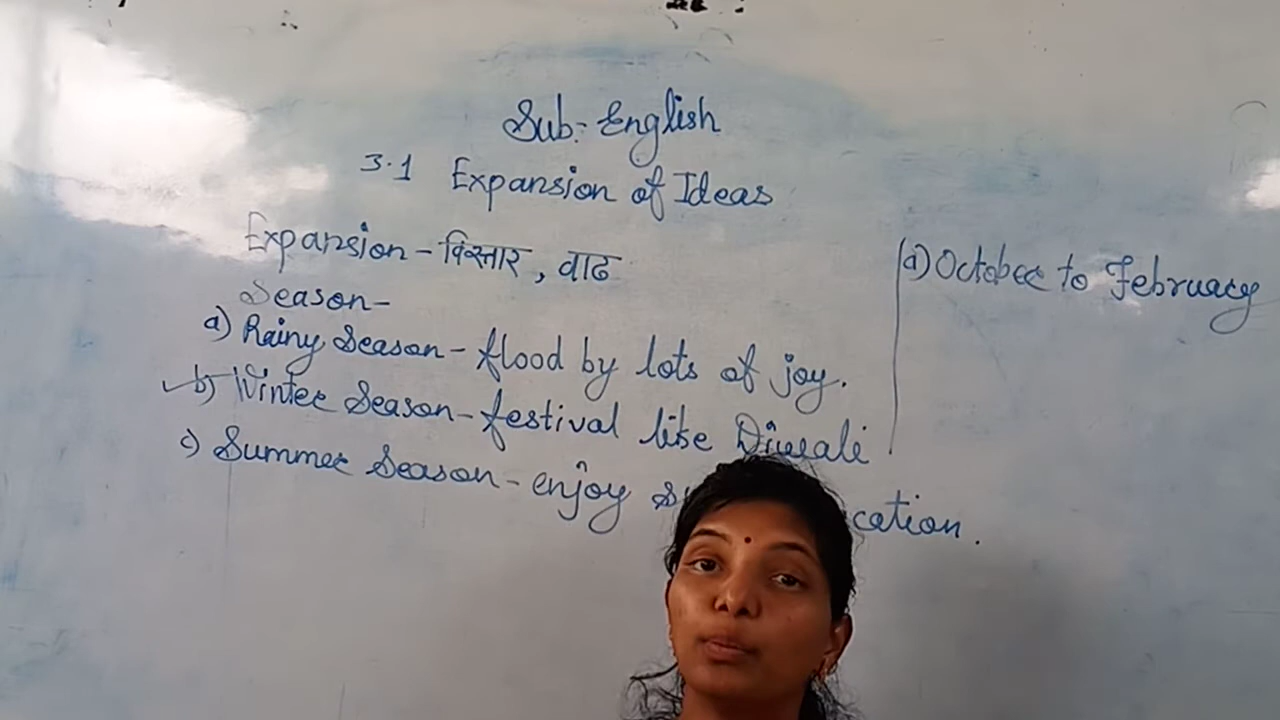 Sub:- English
3.1 Expansion of Ideas
Expansion - विस्तार, वाढ
Season-
a) Rainy Season - flood by lots of joy.
b) Winter Season - festival like Diwali
c) Summer Season - enjoy cation.
a) October to February